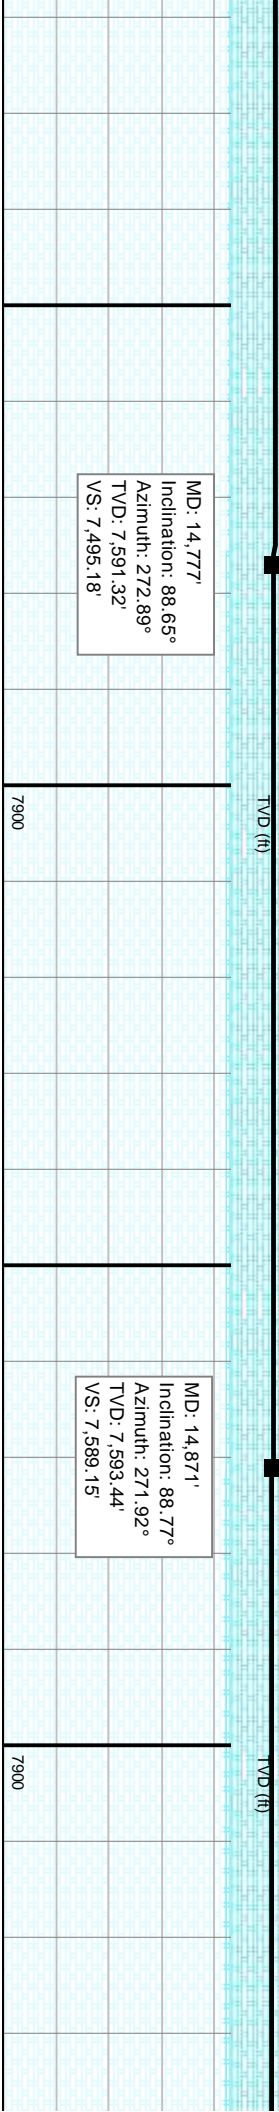 MD: 14,777'
Inclination: 88.65°
Azimuth: 272.89°
TVD: 7,591.32'
VS: 7,495.18'
TVD (ft)
7900
MD: 14,871'
Inclination: 88.77°
Azimuth: 271.92°
TVD: 7,593.44'
VS: 7,589.15'
TVD (ft)
7900